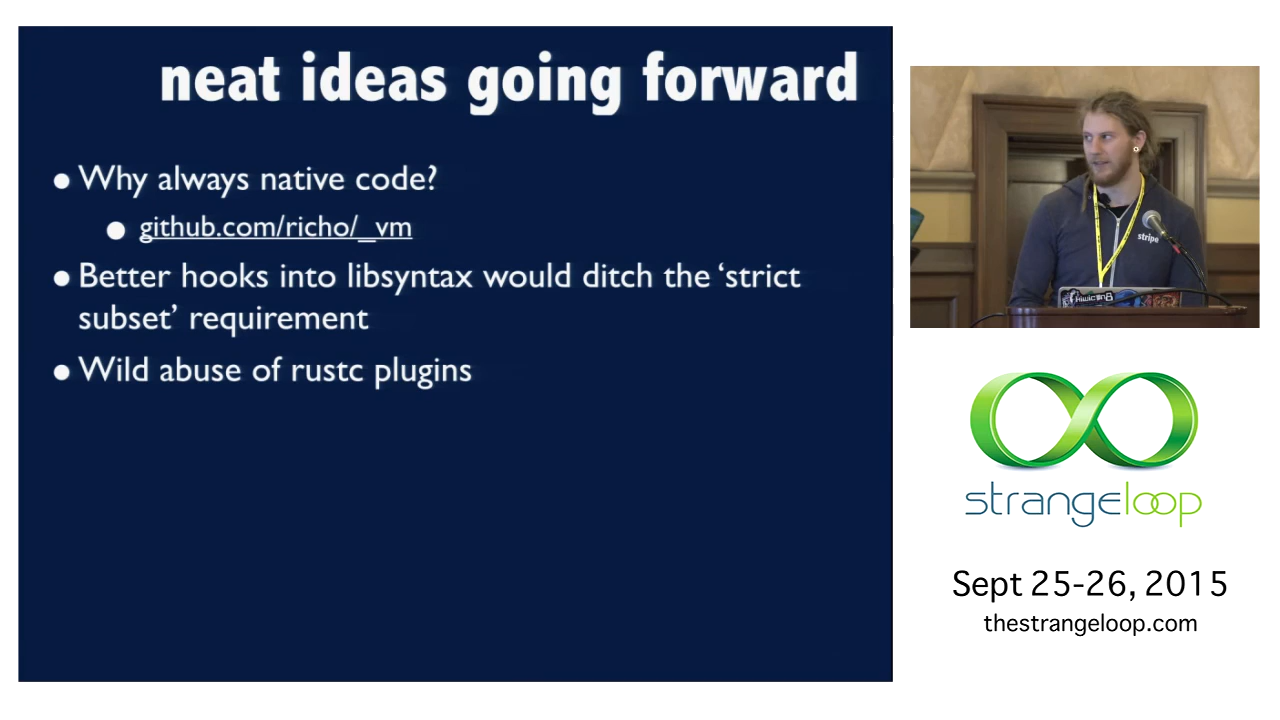 neat ideas going forward
Why always native code?
github.com/richo/_vm
Better hooks into libsyntax would ditch the ‘strict
subset’ requirement
Wild abuse of rustc plugins
stripe
strangeloop
Sept 25-26, 2015
thestrangeloop.com